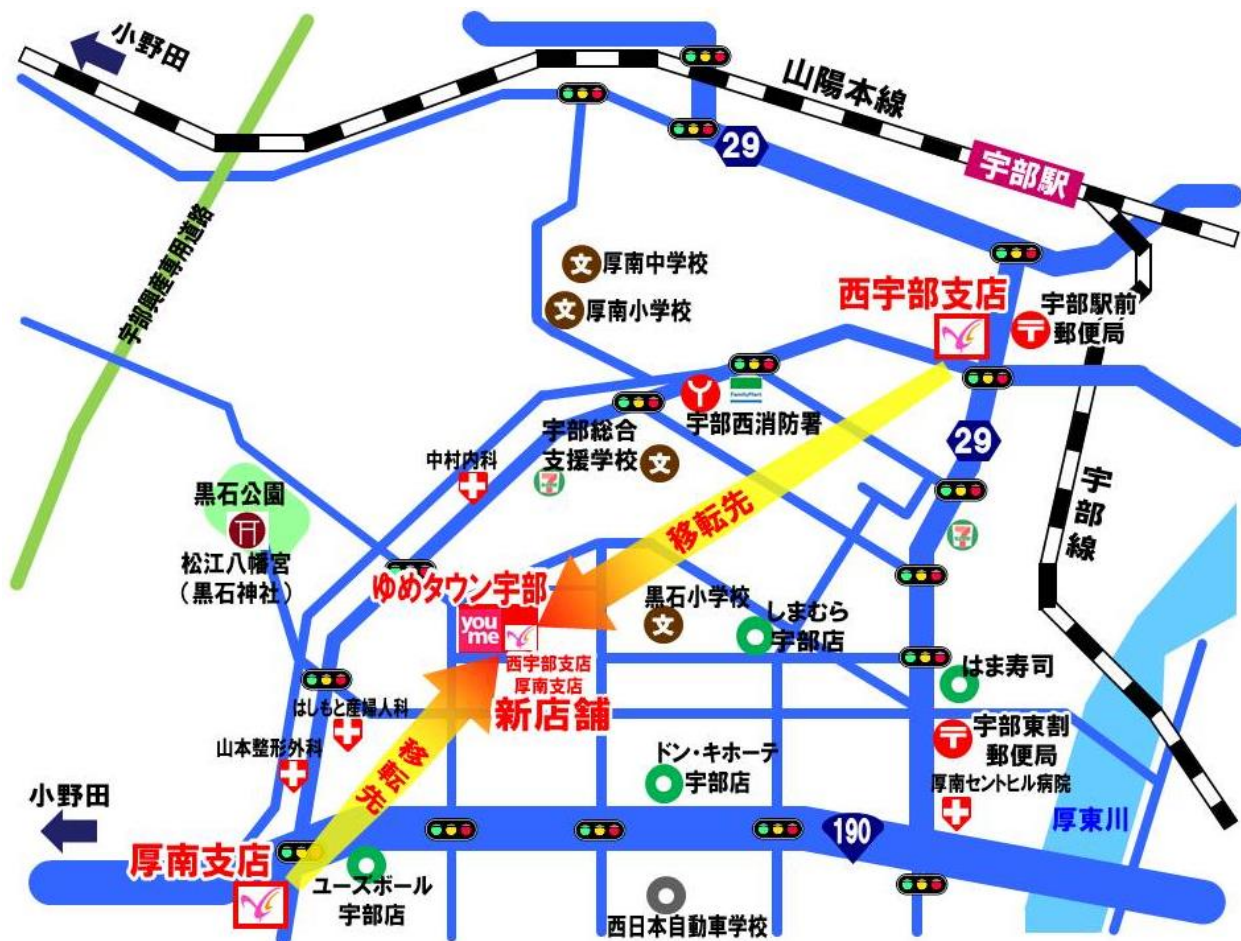 小野田
山陽本線
29
宇部駅
宇部興産専用道路
厚南中学校
厚南小学校
西宇部支店
宇部駅前
郵便局
FamilyMart
宇部西消防署
29
宇部総合
支援学校
中村内科
7
宇部線
黒石公園
松江八幡宮
(黒石神社)
移転先
7
ゆめタウン宇部
you
me
黒石小学校
しまむら
宇部店
西宇部支店
厚南支店
新店舗
はま寿司
はしもと産婦人科
山本整形外科
移転先
ドン・キホーテ
宇部店
宇部東割
郵便局
厚南セントヒル病院
小野田
190
厚東川
厚南支店
ユーズボール
宇部店
西日本自動車学校
文
文
文
文